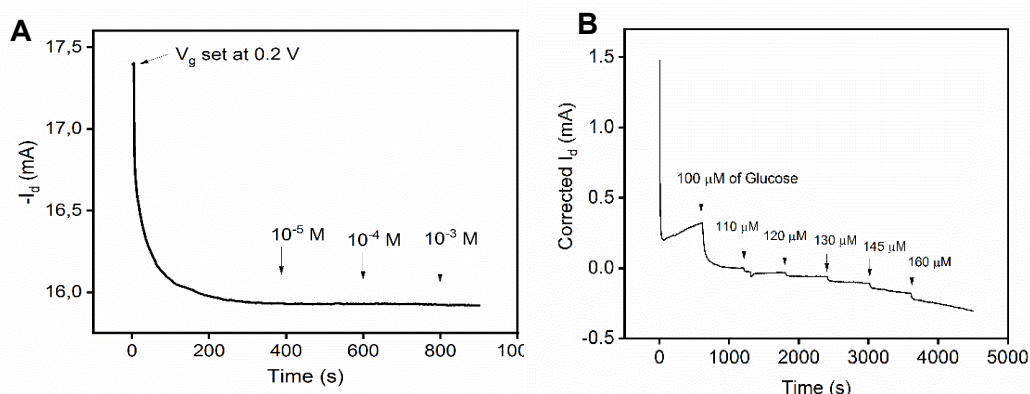 A
-I_d (mA)
17,5
17,0
16,5
16,0
V_g set at 0.2 V
10^-5 M
10^-4 M
10^-3 M
0
200
400
600
800
Time (s)
B
Corrected I_d (mA)
1.5
1.0
0.5
0.0
-0.5
100 μM of Glucose
110 μM
120 μM
130 μM
145 μM
160 μM
0
1000
2000
3000
4000
5000
Time (s)